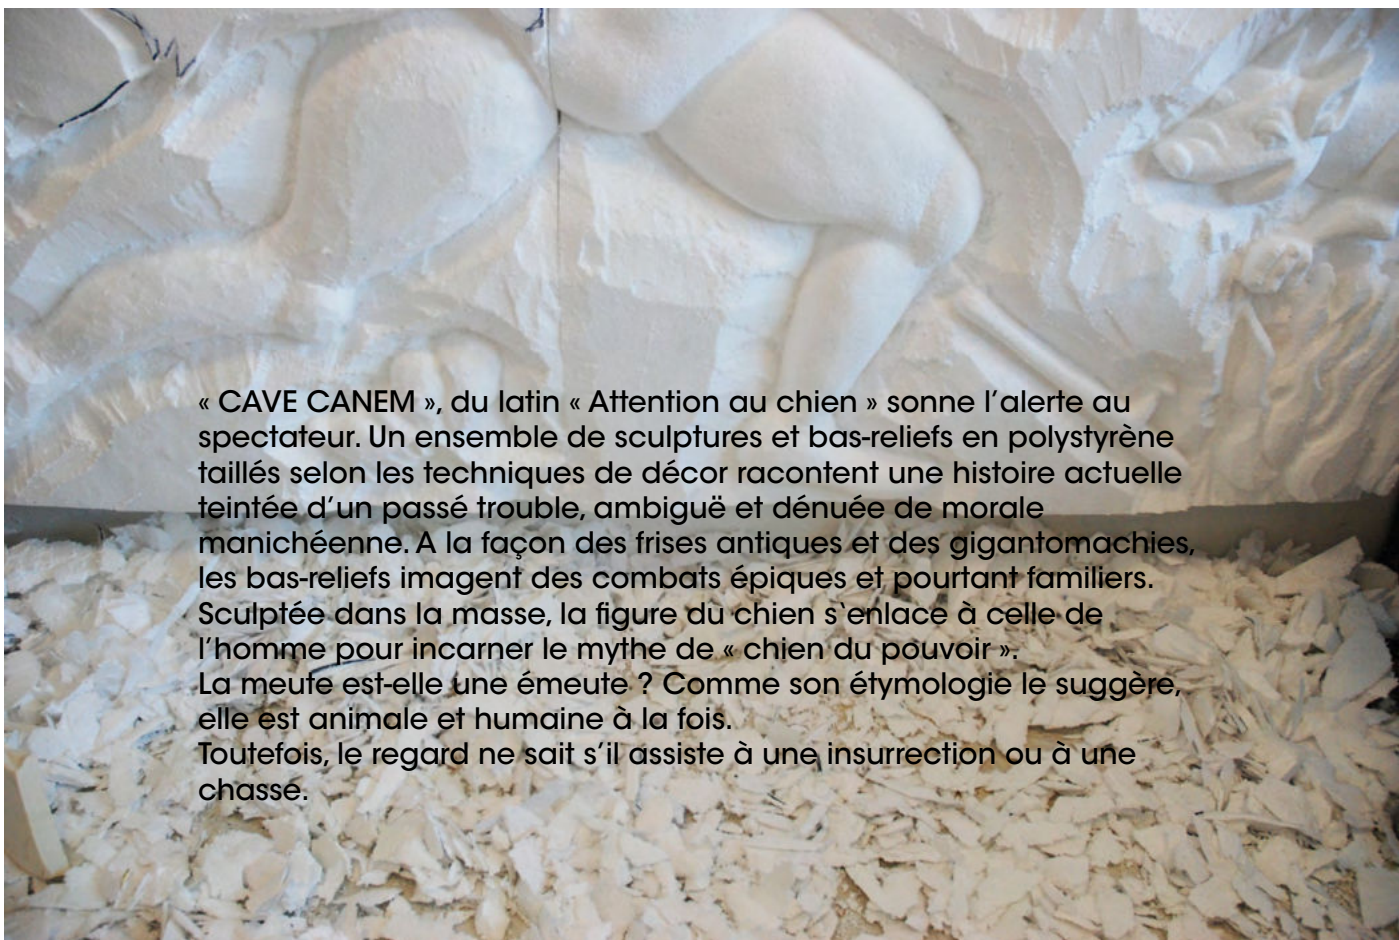 « CAVE CANEM », du latin « Attention au chien » sonne l’alerte au
spectateur. Un ensemble de sculptures et bas-reliefs en polystyrène
taillés selon les techniques de décor racontent une histoire actuelle
teintée d’un passé trouble, ambiguë et dénuée de morale
manichéenne. A la façon des frises antiques et des gigantomachies,
les bas-reliefs imagent des combats épiques et pourtant familiers.
Sculptée dans la masse, la figure du chien s‘enlace à celle de
l’homme pour incarner le mythe de « chien du pouvoir ».
La meute est-elle une émeute ? Comme son étymologie le suggère,
elle est animale et humaine à la fois.
Toutefois, le regard ne sait s’il assiste à une insurrection ou à une
chasse.